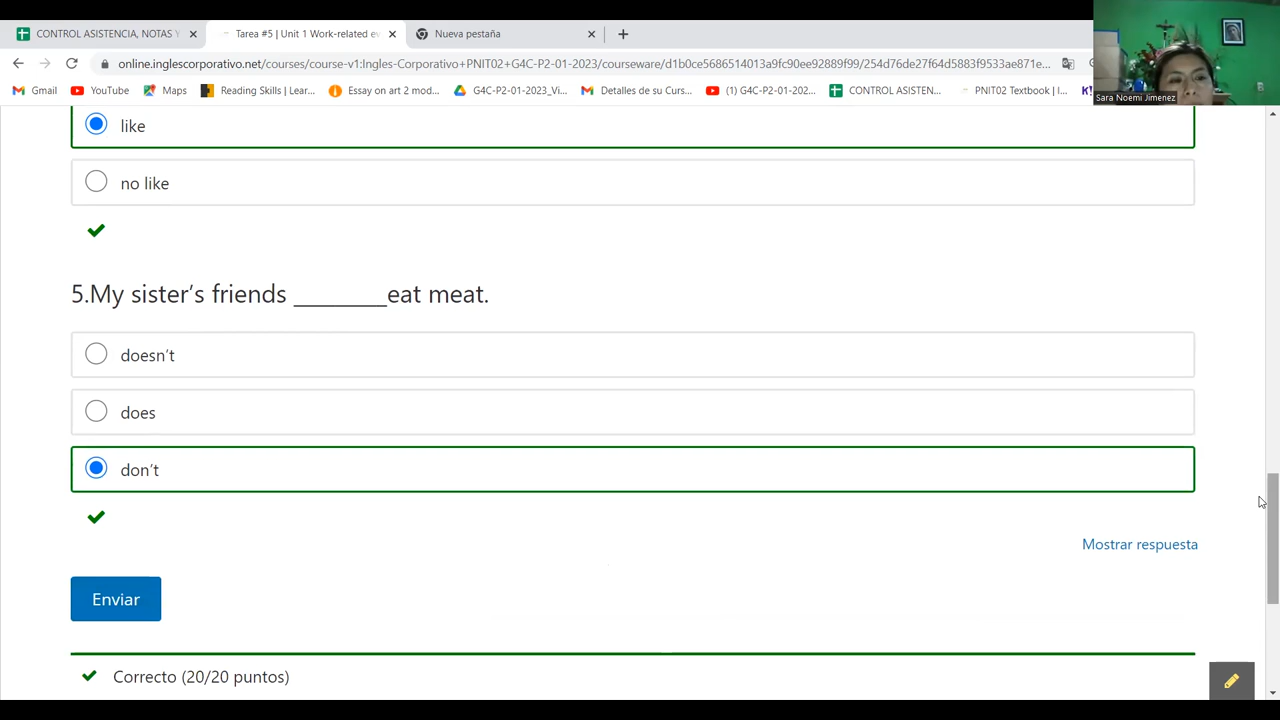 CONTROL ASISTENCIA, NOTAS Y
Tarea #5 | Unit 1 Work-related e
Nueva pestaña
online.inglescorporativo.net/courses/course-v1:Ingles-Corporativo+PNIT02+G4C-P2-01-2023/courseware/d1b0ce5686514013a9fc90ee92889f99/254d76de27f64d5883f9533ae871e...
Gmail
YouTube
Maps
Reading Skills | Lear...
Essay on art 2 mod...
G4C-P2-01-2023_Vi...
Detalles de su Curs...
(1) G4C-P2-01-202...
CONTROL ASISTEN...
PNIT02 Textbook | I...
Sara Noemi Jimenez
like
no like
5.My sister’s friends ________eat meat.
doesn’t
does
don’t
Mostrar respuesta
Enviar
Correcto (20/20 puntos)